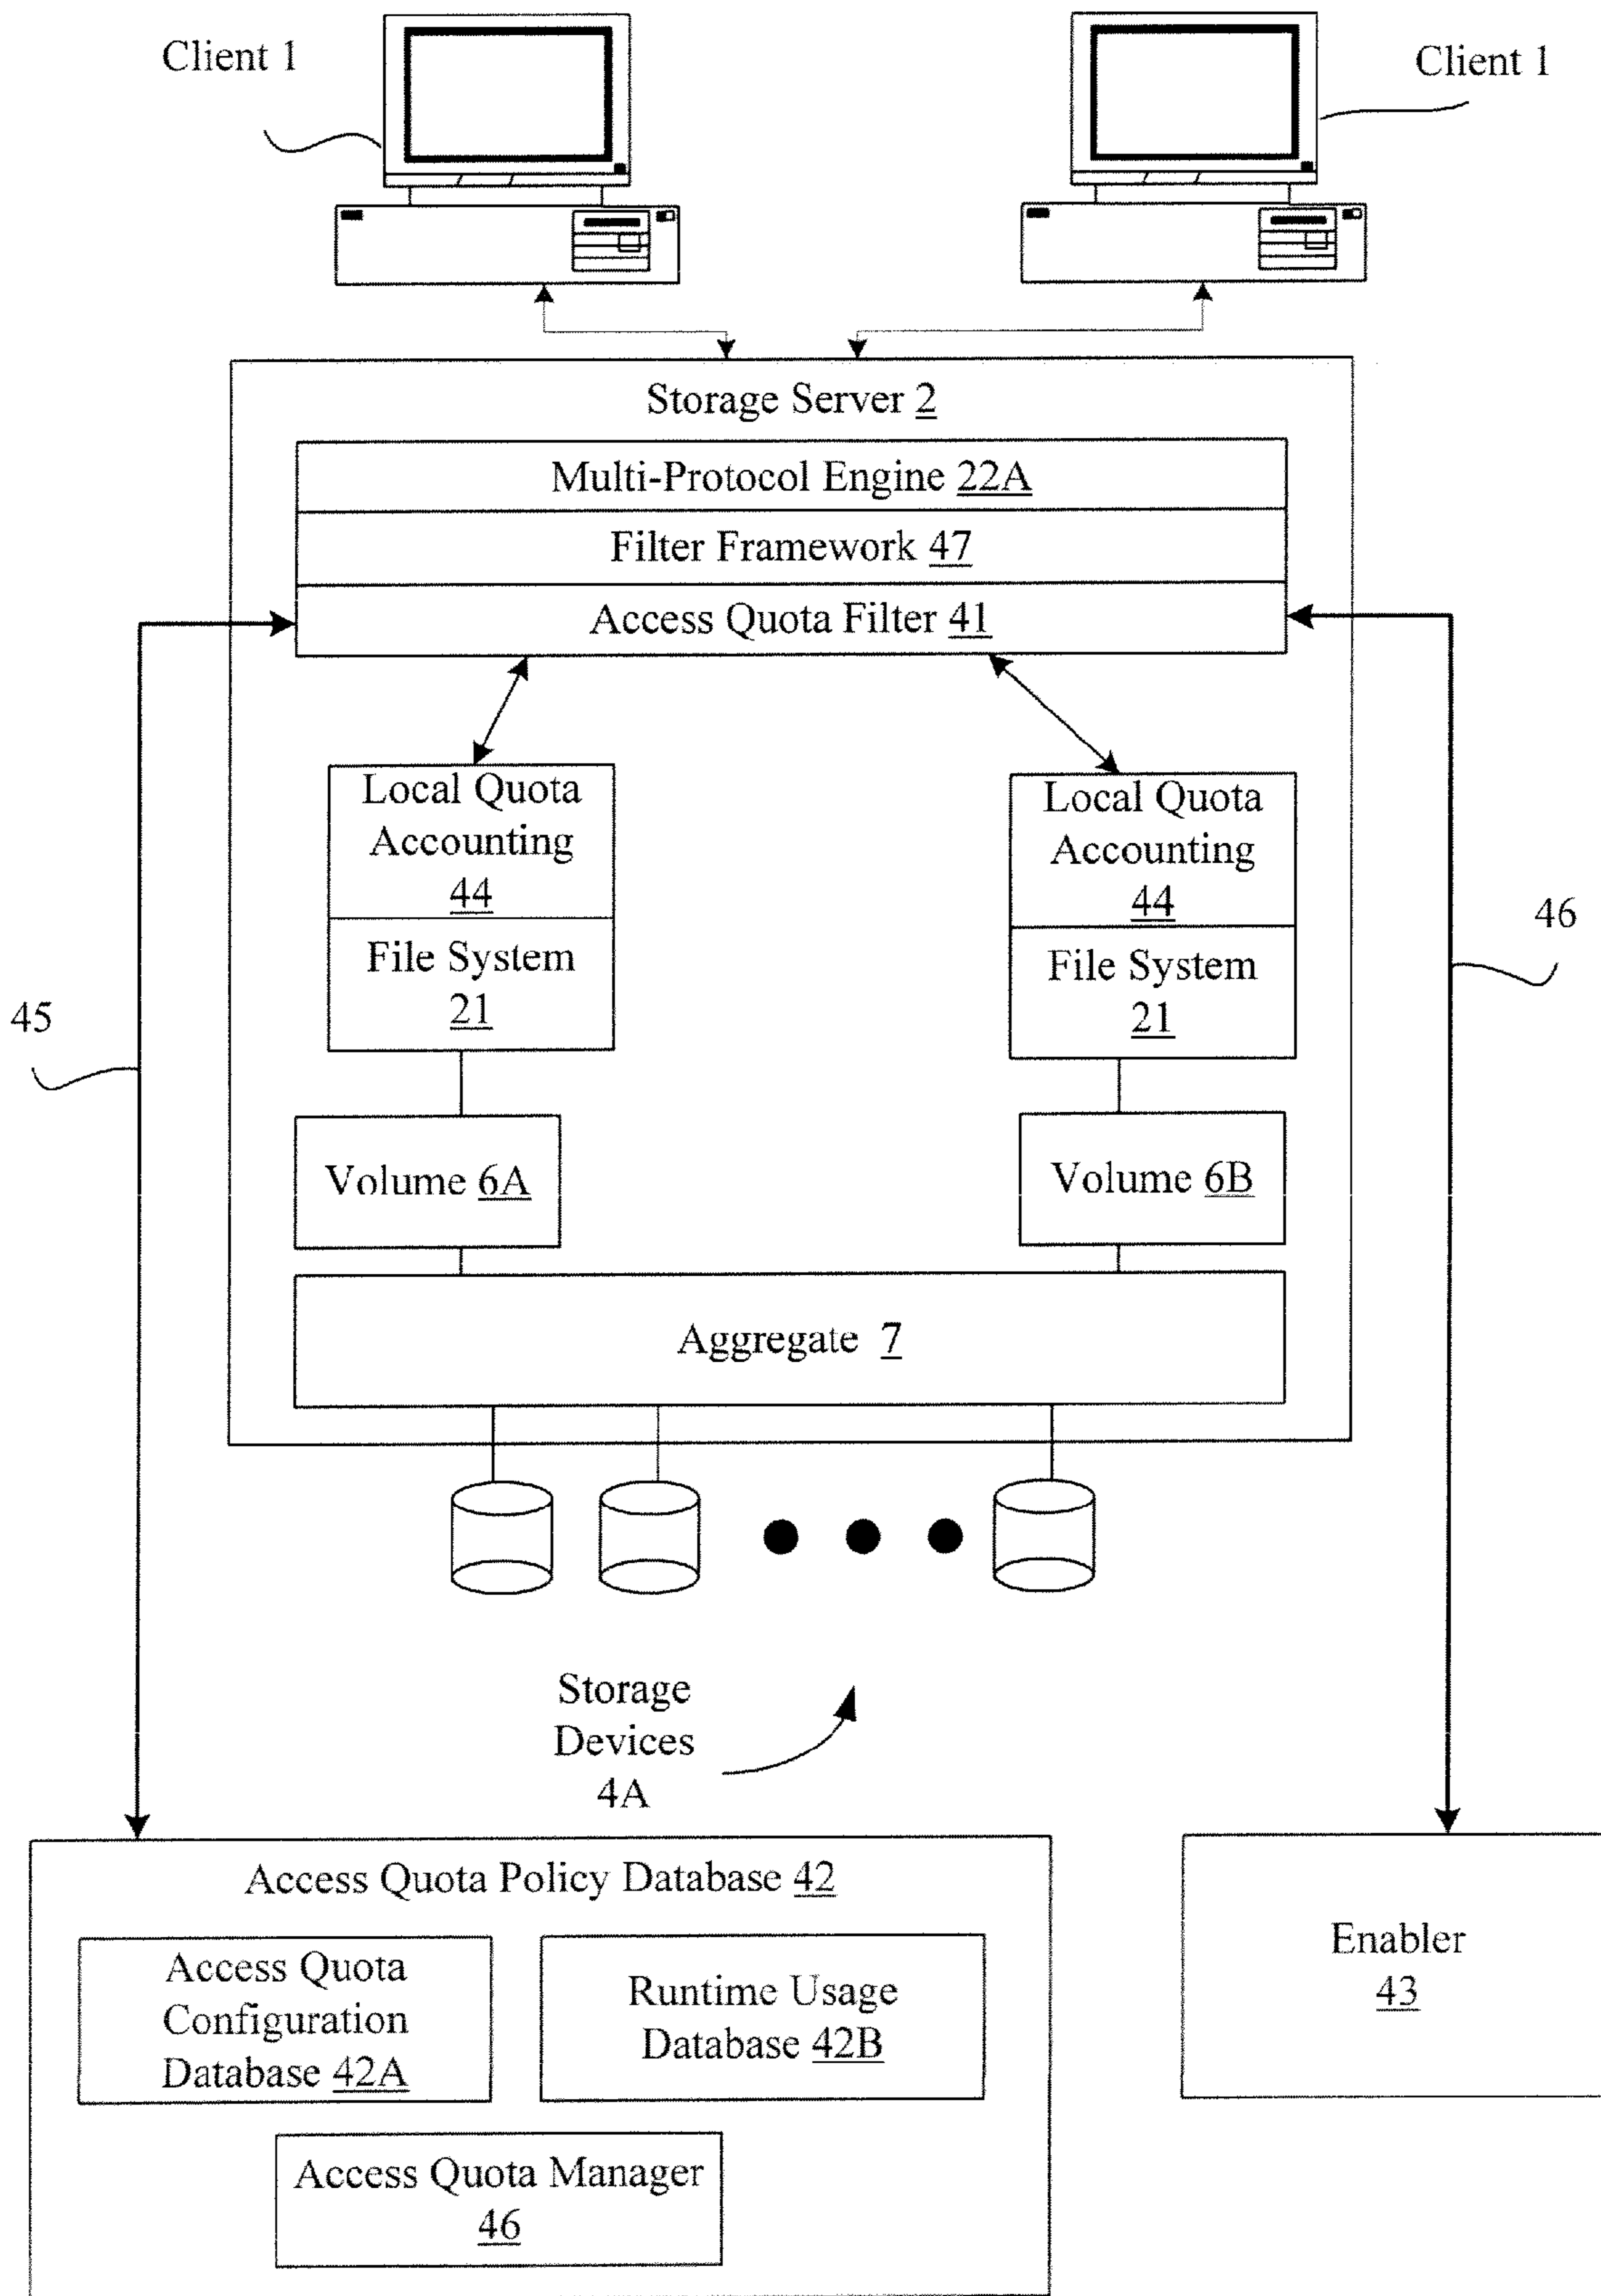 Client 1
Client 1
Storage Server 2
Multi-Protocol Engine 22A
Filter Framework 47
Access Quota Filter 41
Local Quota
Accounting
44
File System
21
Local Quota
Accounting
44
File System
21
46
45
Volume 6A
Volume 6B
Aggregate 7
Storage
Devices
4A
Access Quota Policy Database 42
Access Quota
Configuration
Database 42A
Runtime Usage
Database 42B
Access Quota Manager
46
Enabler
43